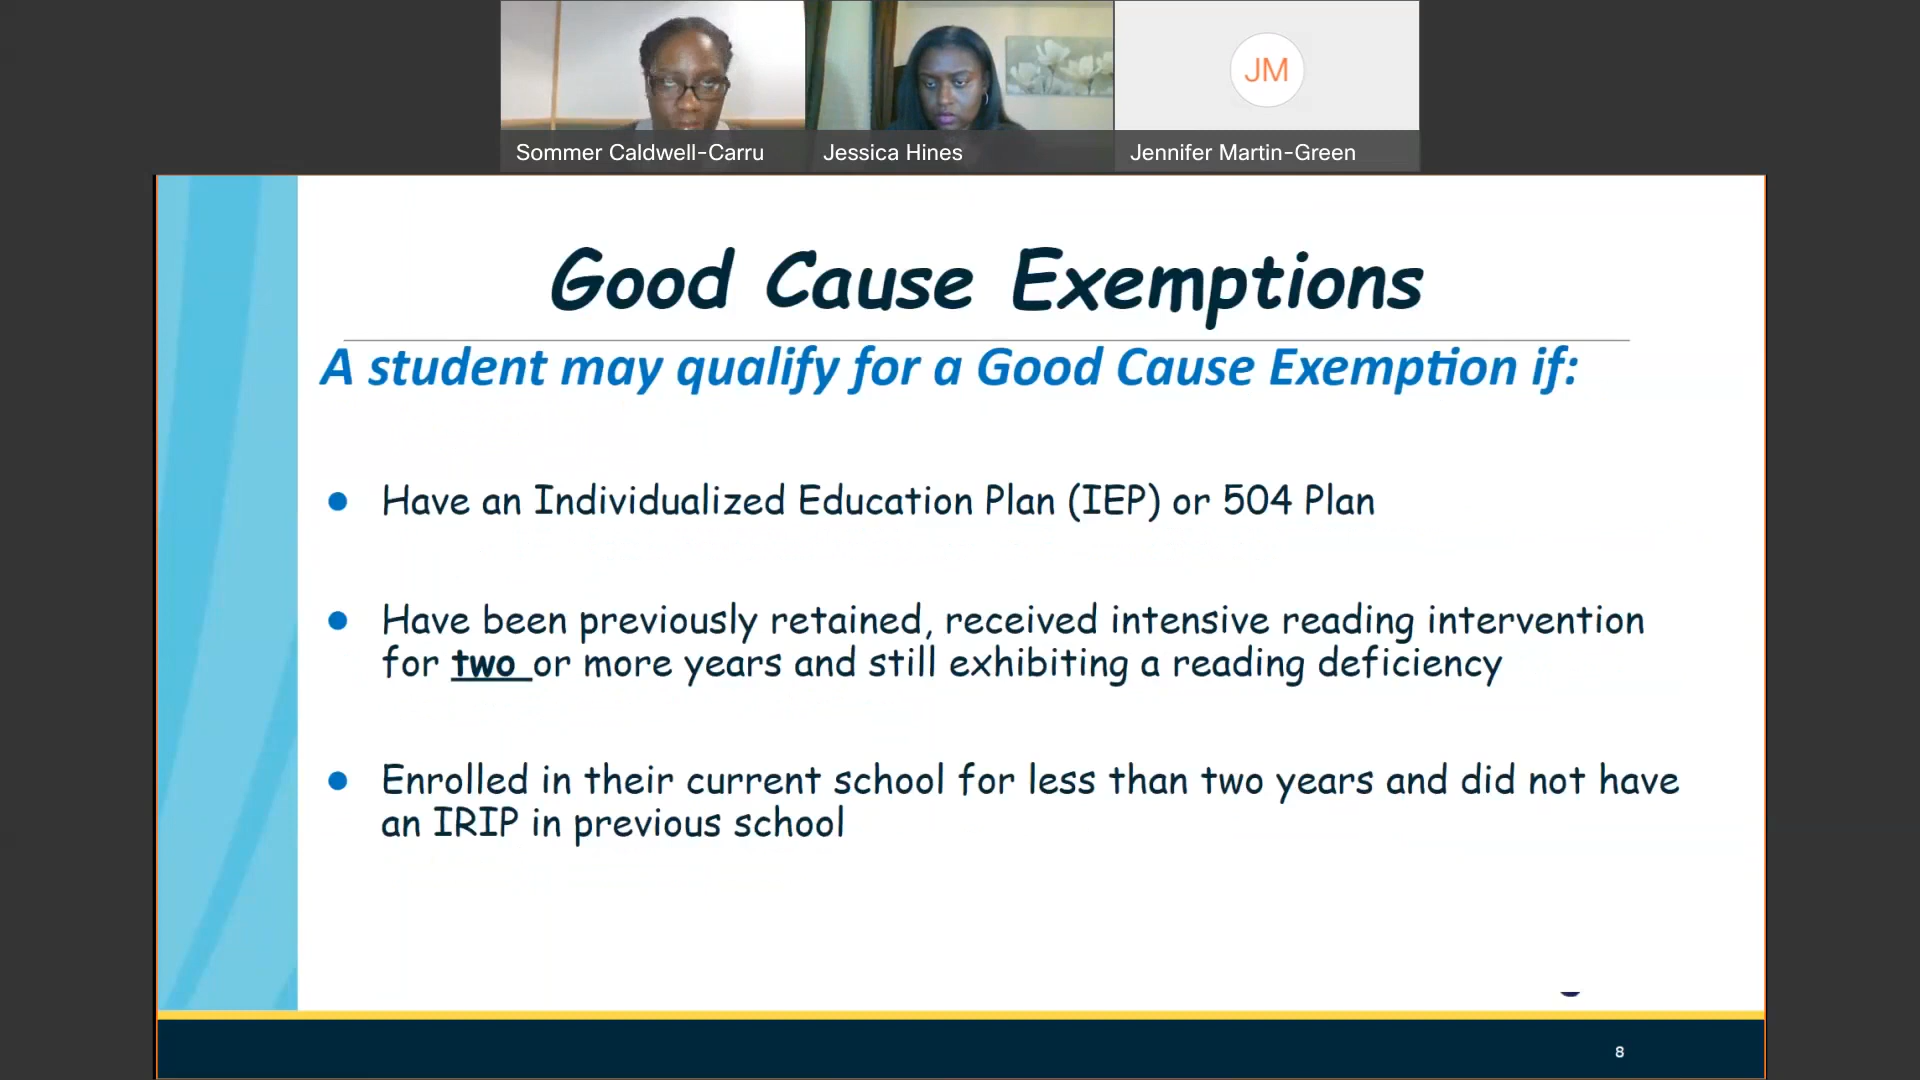 JM
Sommer Caldwell-Carru
Jessica Hines
Jennifer Martin-Green
Good Cause Exemptions
A student may qualify for a Good Cause Exemption if:
● Have an Individualized Education Plan (IEP) or 504 Plan
● Have been previously retained, received intensive reading intervention
for two or more years and still exhibiting a reading deficiency
● Enrolled in their current school for less than two years and did not have
an IRIP in previous school
8